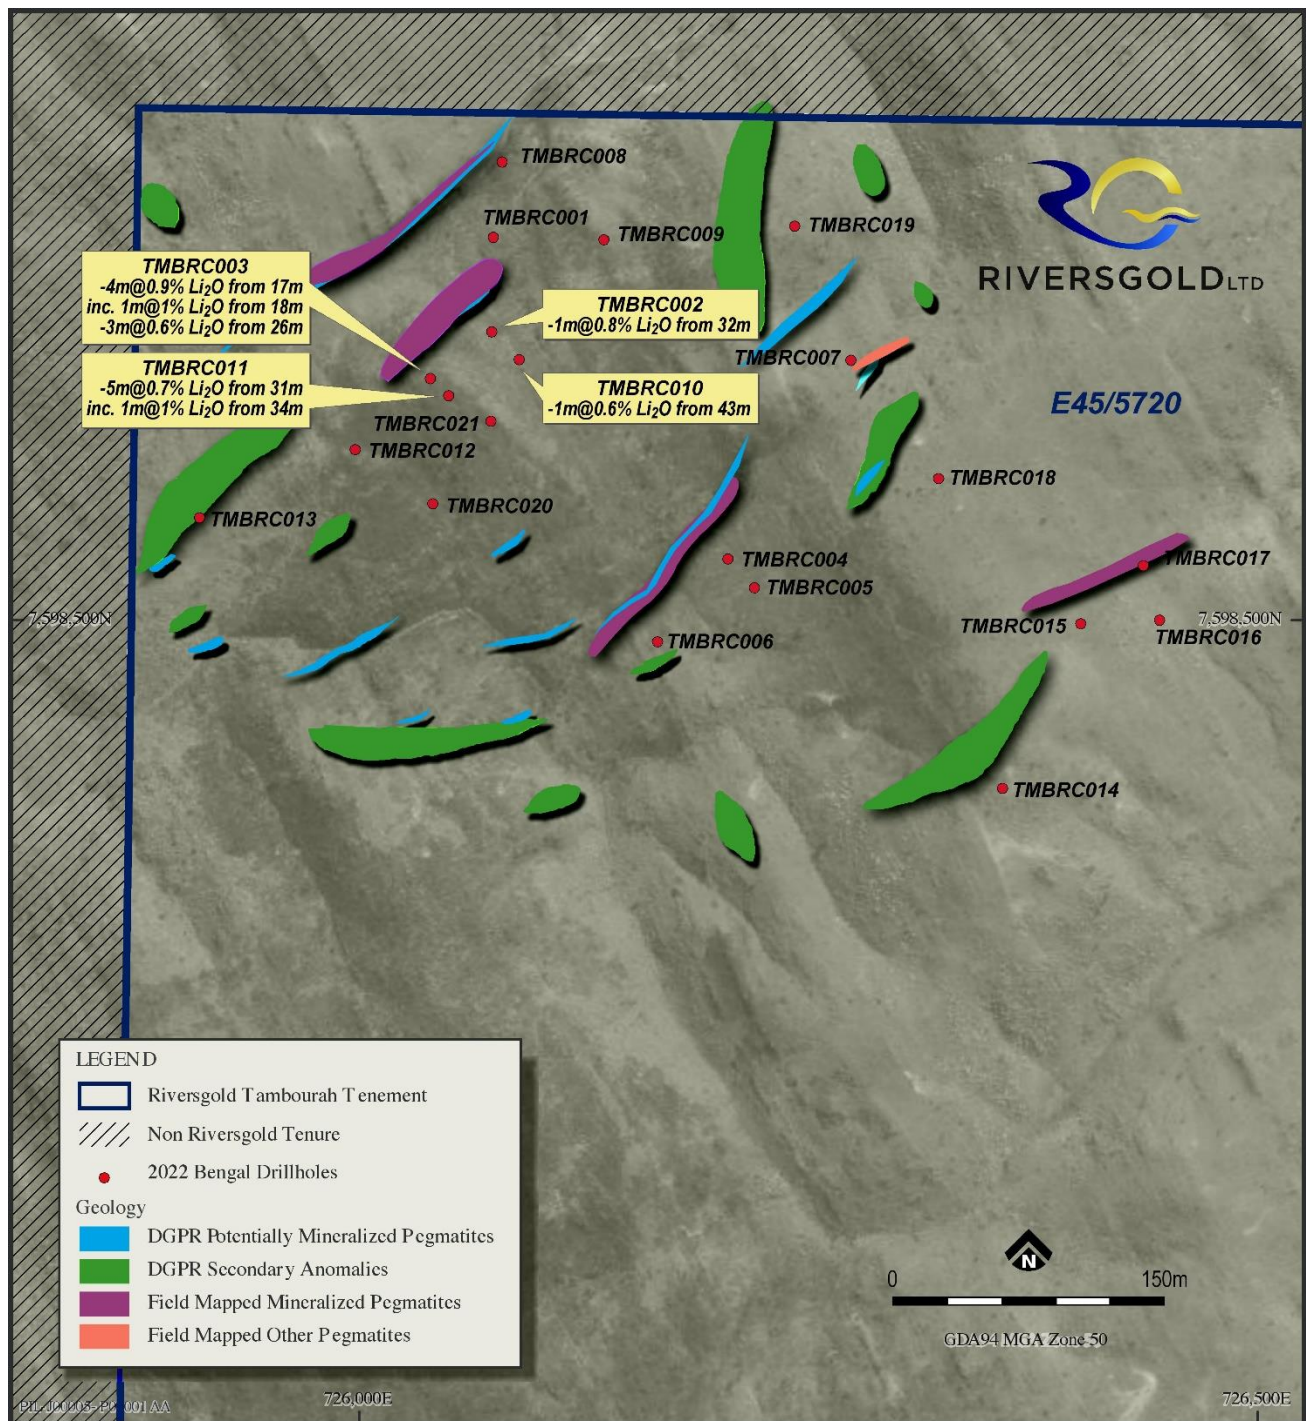 TMBRC008
TMBRC001
TMBRC009
TMBRC019
RIVERSGOLD LTD
TMBRC003
-4m@0.9% Li₂O from 17m
inc. 1m@1% Li₂O from 18m
-3m@0.6% Li₂O from 26m
TMBRC002
-1m@0.8% Li₂O from 32m
TMBRC007
TMBRC011
-5m@0.7% Li₂O from 31m
inc. 1m@1% Li₂O from 34m
TMBRC010
-1m@0.6% Li₂O from 43m
E45/5720
TMBRC021
TMBRC012
TMBRC018
TMBRC020
TMBRC013
TMBRC004
TMBRC017
TMBRC005
7,598,500N
7,598,500N
TMBRC015
TMBRC016
TMBRC006
TMBRC014
LEGEND
Riversgold Tambourah Tenement
Non Riversgold Tenure
2022 Bengal Drillholes
Geology
DGPR Potentially Mineralized Pegmatites
DGPR Secondary Anomalies
Field Mapped Mineralized Pegmatites
Field Mapped Other Pegmatites
N
0
150m
GDA94 MGA Zone 50
726,000E
726,500E